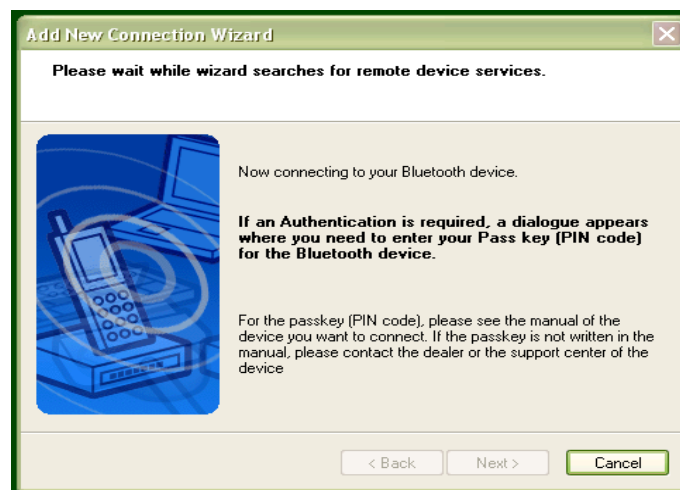 Add New Connection Wizard
Please wait while wizard searches for remote device services.
Now connecting to your Bluetooth device.
If an Authentication is required, a dialogue appears
where you need to enter your Pass key (PIN code)
for the Bluetooth device.
For the passkey (PIN code), please see the manual of the
device you want to connect. If the passkey is not written in the
manual, please contact the dealer or the support center of the
device
< Back
Next >
Cancel